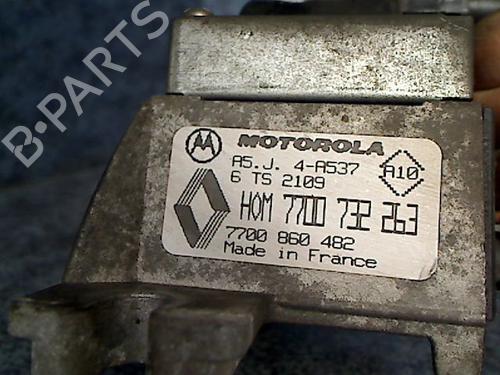 B-PARTS
MOTOROLA
A5.J. 4-A537
A10
6 TS 2109
HOM 7700 732 263
7700 860 482
Made in France